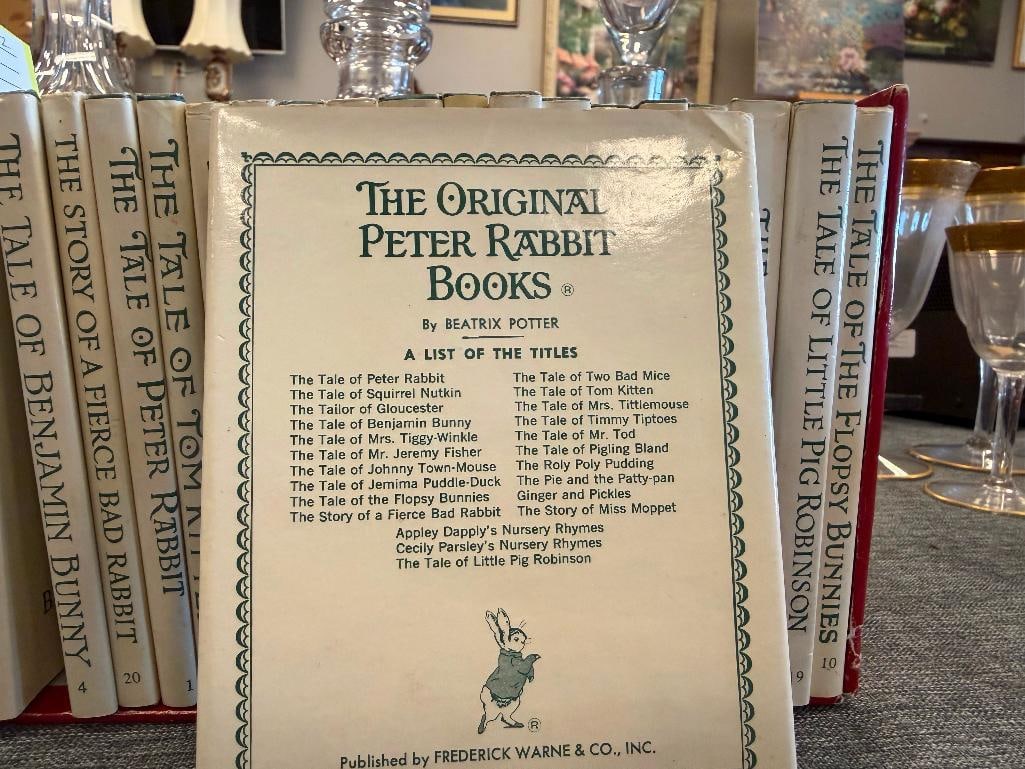 THE ORIGINAL
PETER RABBIT
BOOKS ®
By BEATRIX POTTER
A LIST OF THE TITLES
The Tale of Peter Rabbit
The Tale of Squirrel Nutkin
The Tailor of Gloucester
The Tale of Benjamin Bunny
The Tale of Mrs. Tiggy-Winkle
The Tale of Mr. Jeremy Fisher
The Tale of Johnny Town-Mouse
The Tale of Jemima Puddle-Duck
The Tale of the Flopsy Bunnies
The Story of a Fierce Bad Rabbit
The Tale of Two Bad Mice
The Tale of Tom Kitten
The Tale of Mrs. Tittlemouse
The Tale of Timmy Tiptoes
The Tale of Mr. Tod
The Tale of Pigling Bland
The Roly Poly Pudding
The Pie and the Patty-pan
Ginger and Pickles
The Story of Miss Moppet
Appley Dapply's Nursery Rhymes
Cecily Parsley's Nursery Rhymes
The Tale of Little Pig Robinson
®
Published by FREDERICK WARNE & CO., INC.
THE TALE OF BENJAMIN BUNNY
4
THE STORY OF A FIERCE BAD RABBIT
20
THE TALE OF PETER RABBIT
1
THE TALE OF TOM
THE
THE TALE OF LITTLE PIG ROBINSON
9
THE TALE OF THE FLOPSY BUNNIES
10